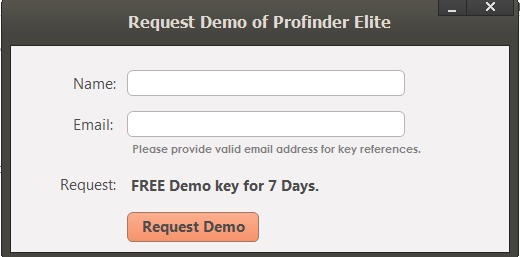 Request Demo of Profinder Elite
Name:
Email:
Please provide valid email address for key references.
Request: FREE Demo key for 7 Days.
Request Demo